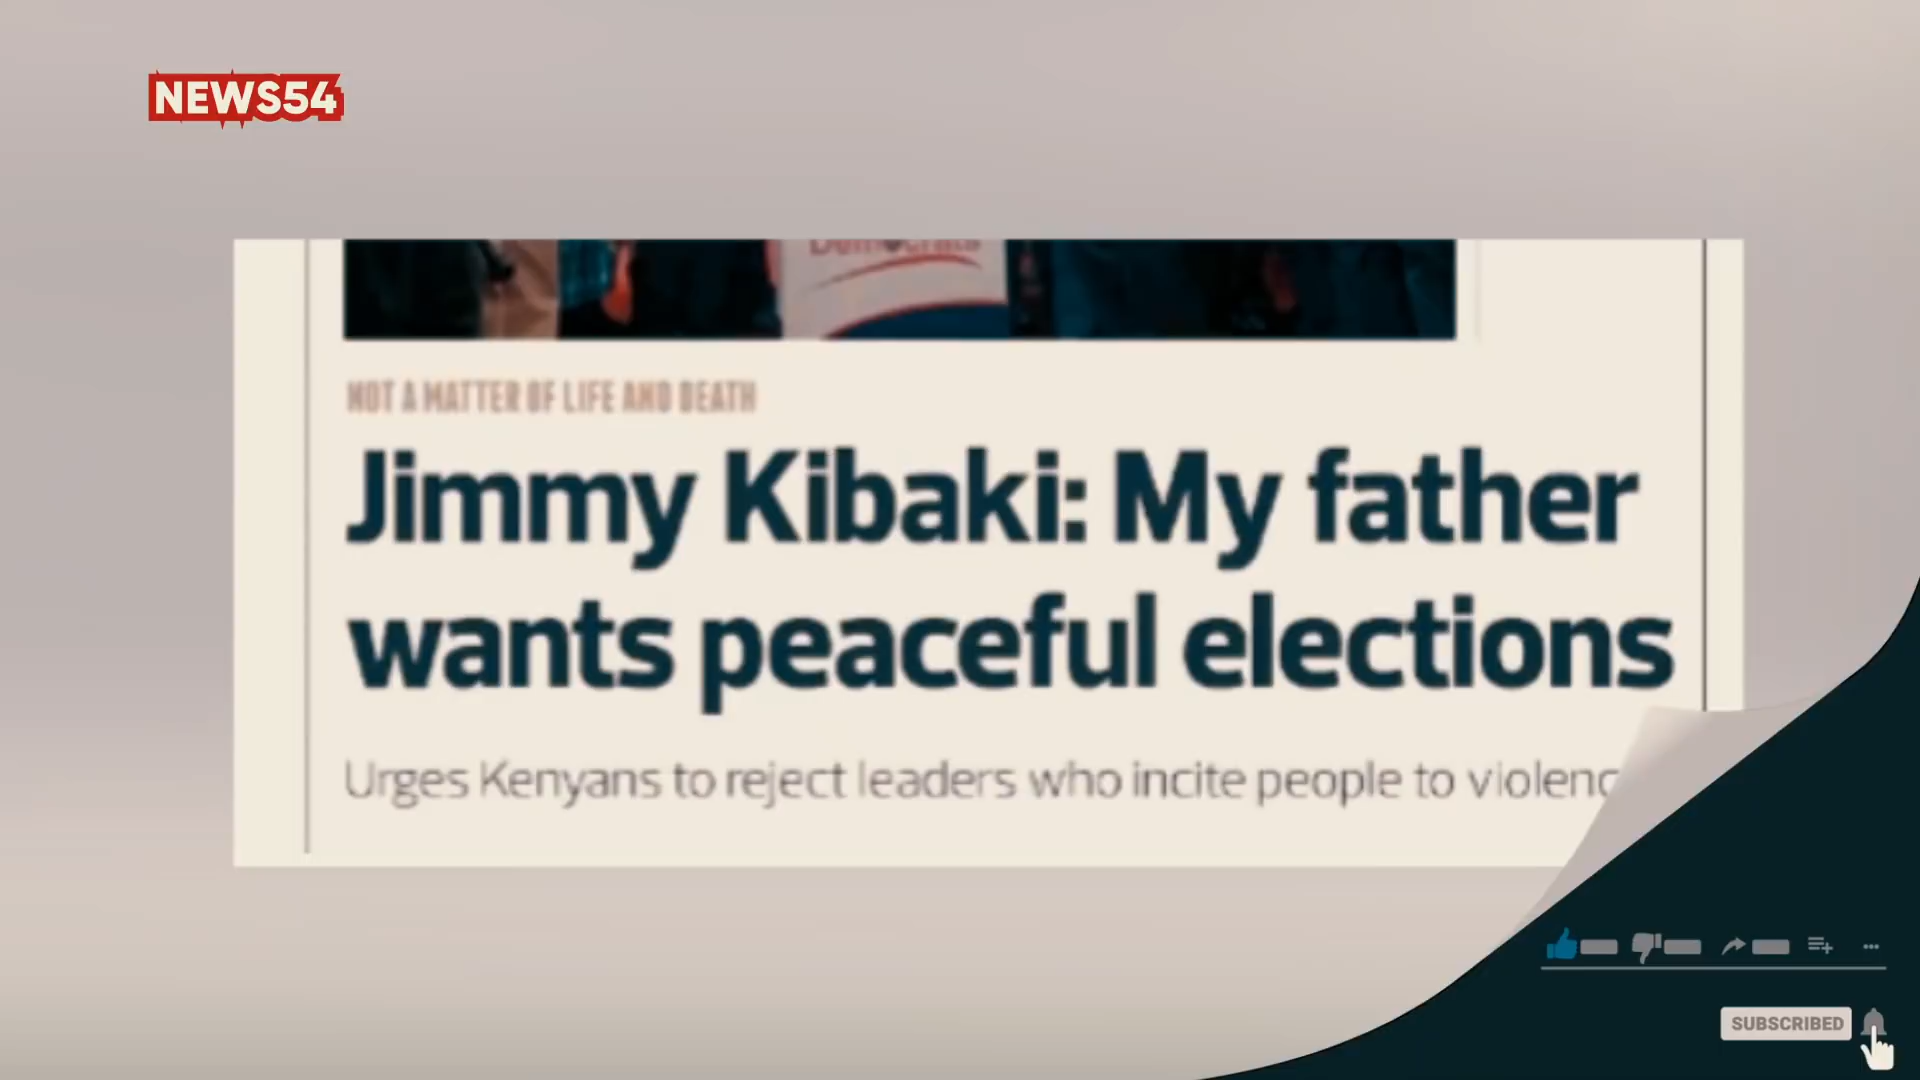 NEWS54
Democrats
NOT A MATTER OF LIFE AND DEATH
Jimmy Kibaki: My father
wants peaceful elections
Urges Kenyans to reject leaders who incite people to violenc
SUBSCRIBED